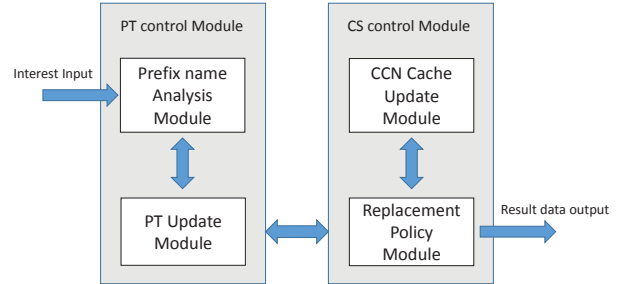 PT control Module
CS control Module
Interest Input
Prefix name
Analysis
Module
CCN Cache
Update
Module
PT Update
Module
Replacement
Policy
Module
Result data output